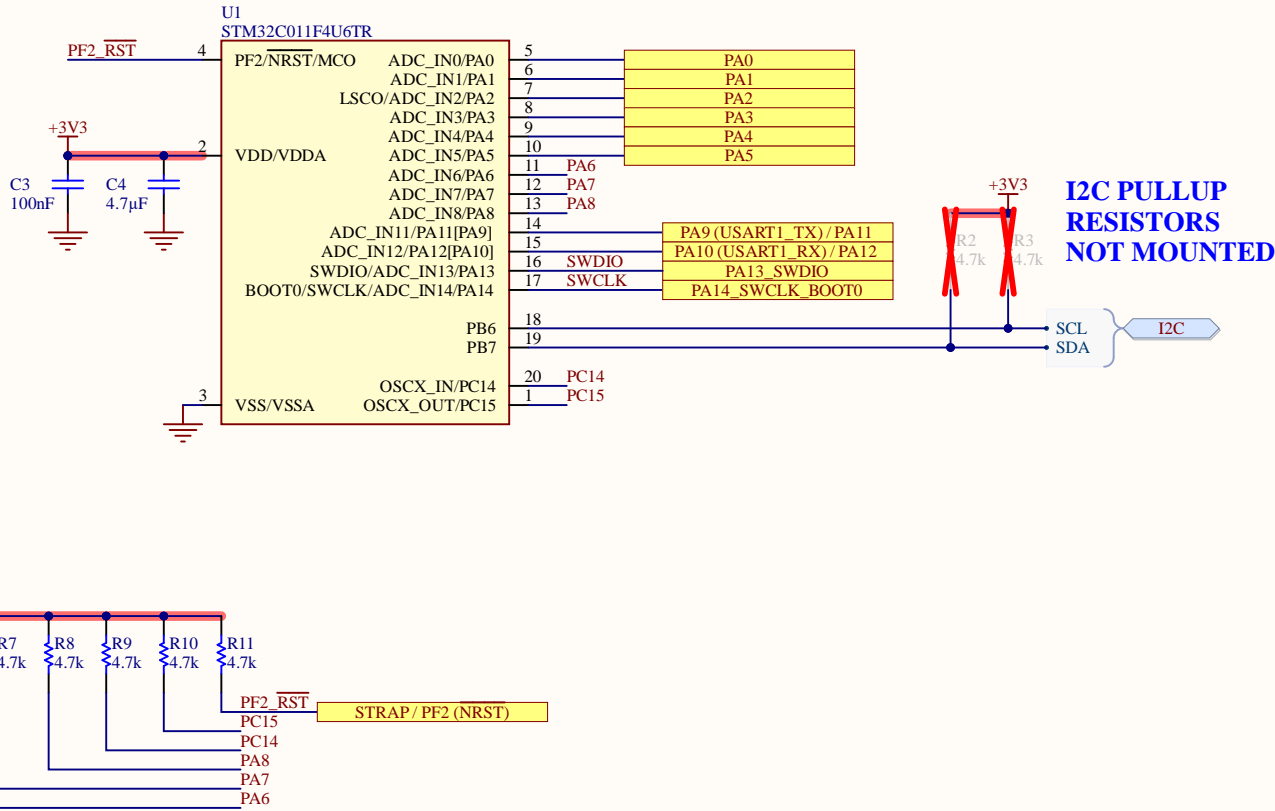 U1
STM32C011F4U6TR
PF2_RST 4 PF2/NRST/MCO ADC_IN0/PA0 5 PA0
ADC_IN1/PA1 6 PA1
LSCO/ADC_IN2/PA2 7 PA2
ADC_IN3/PA3 8 PA3
ADC_IN4/PA4 9 PA4
+3V3
2 VDD/VDDA ADC_IN5/PA5 10 PA5
ADC_IN6/PA6 11 PA6
C3 C4 ADC_IN7/PA7 12 PA7
100nF 4.7µF ADC_IN8/PA8 13 PA8
+3V3
I2C PULLUP
RESISTORS
NOT MOUNTED
ADC_IN11/PA11[PA9] 14 PA9 (USART1_TX) / PA11
R2 R3
4.7k 4.7k
ADC_IN12/PA12[PA10] 15 PA10 (USART1_RX) / PA12
SWDIO/ADC_IN13/PA13 16 SWDIO PA13_SWDIO
BOOT0/SWCLK/ADC_IN14/PA14 17 SWCLK PA14_SWCLK_BOOT0
PB6 18 SCL I2C
PB7 19 SDA
OSCX_IN/PC14 20 PC14
3 VSS/VSSA OSCX_OUT/PC15 1 PC15
R7 R8 R9 R10 R11
4.7k 4.7k 4.7k 4.7k 4.7k
PF2_RST STRAP / PF2 (NRST)
PC15
PC14
PA8
PA7
PA6